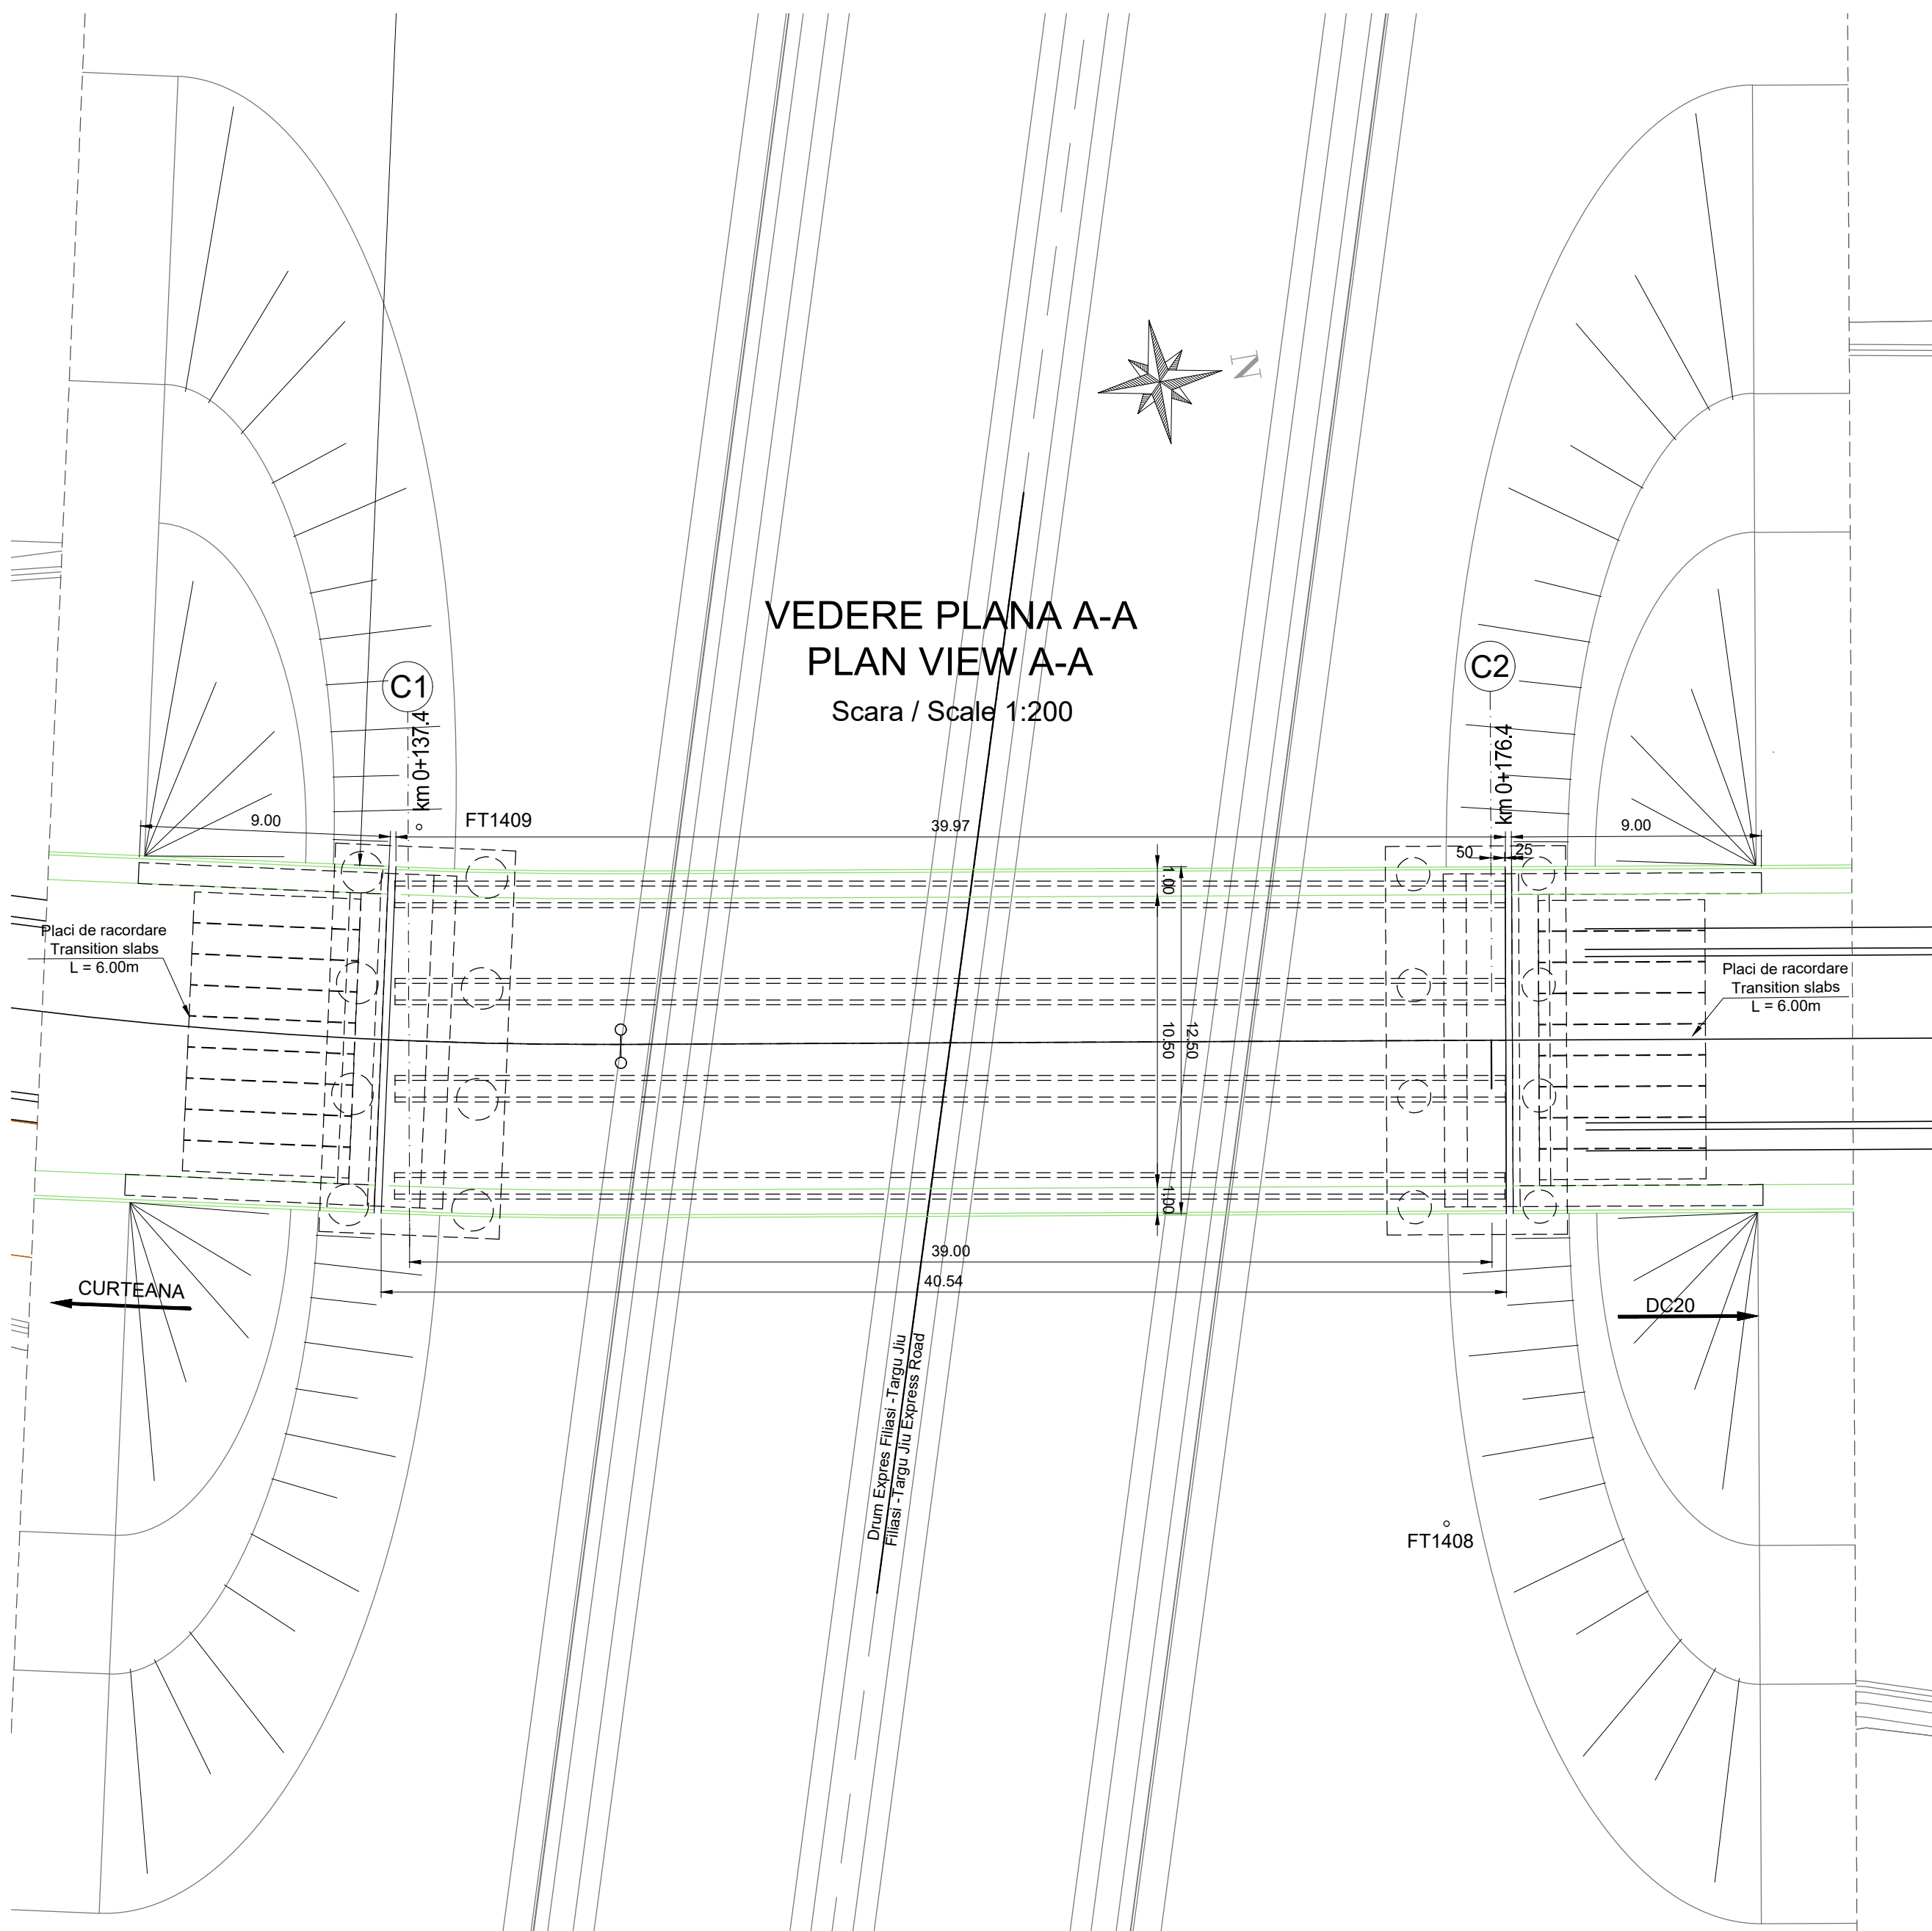 N
VEDERE PLANA A-A
PLAN VIEW A-A
Scara / Scale 1:200
C1
km 0+137.4
C2
km 0+176.4
FT1409
9.00
39.97
9.00
50
25
1.00
10.50
12.50
1.00
Placi de racordare
Transition slabs
L = 6.00m
Placi de racordare
Transition slabs
L = 6.00m
39.00
40.54
CURTEANA
DC20
Drum Expres Filiasi -Targu Jiu
Filiasi -Targu Jiu Express Road
FT1408